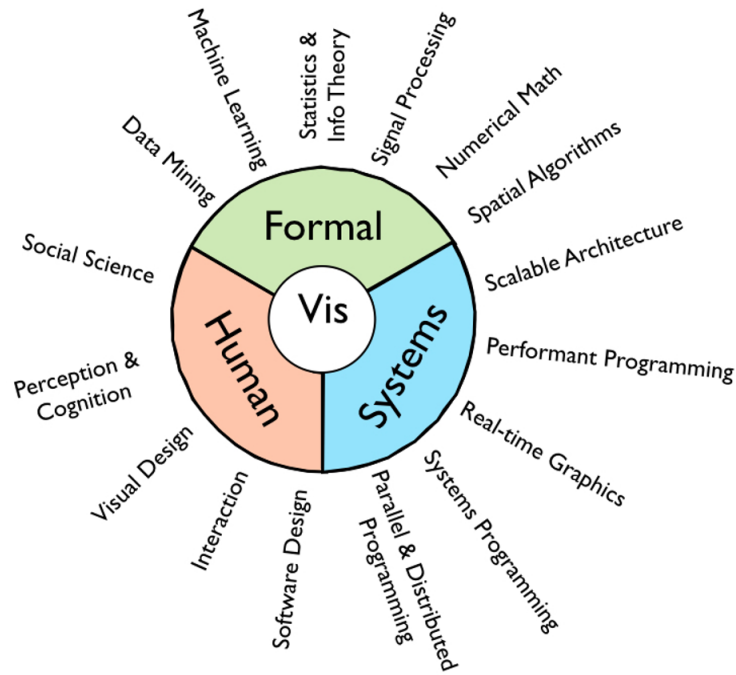 Machine Learning
Statistics &
Info Theory
Signal Processing
Numerical Math
Data Mining
Spatial Algorithms
Formal
Social Science
Scalable Architecture
Vis
Human
Systems
Performant Programming
Perception &
Cognition
Real-time Graphics
Visual Design
Interaction
Software Design
Parallel & Distributed
Programming
Systems Programming